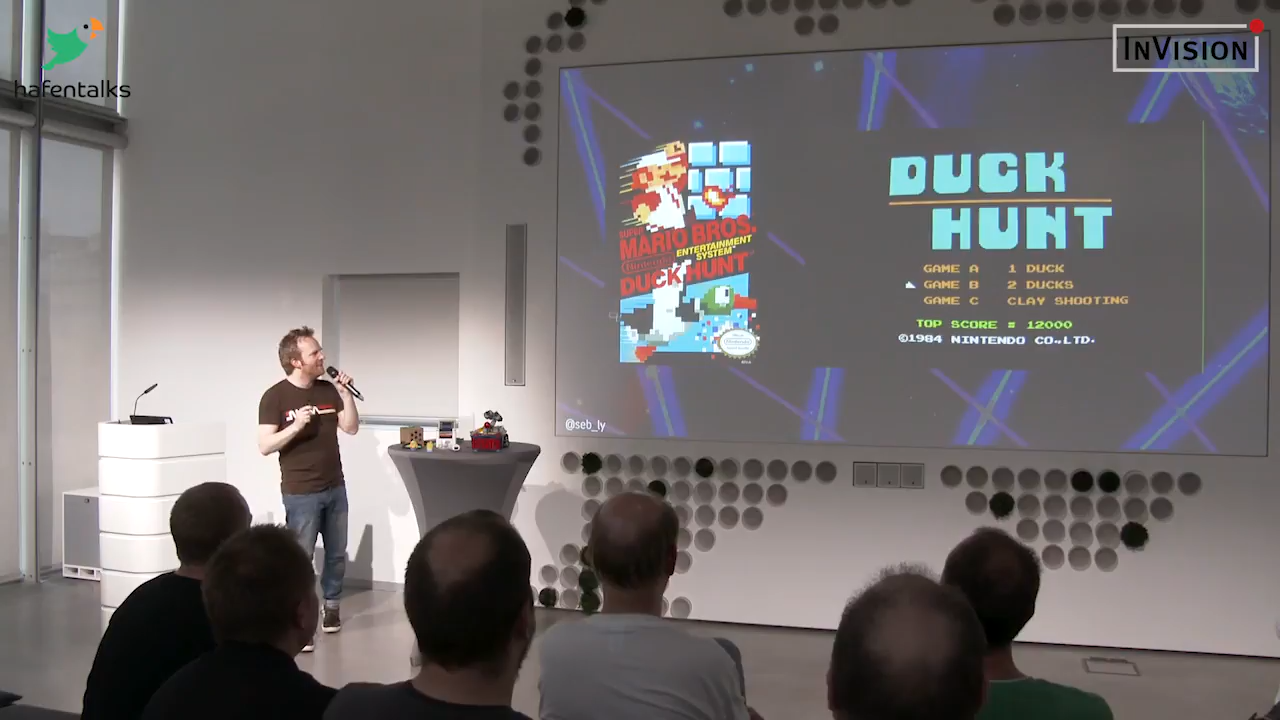 hafentalks
INVISION
SUPER
MARIO BROS.
ENTERTAINMENT
SYSTEM
Nintendo
DUCK HUNT
DUCK
HUNT
GAME A 1 DUCK
GAME B 2 DUCKS
GAME C CLAY SHOOTING
TOP SCORE = 12000
©1984 NINTENDO CO.,LTD.
@seb_ly